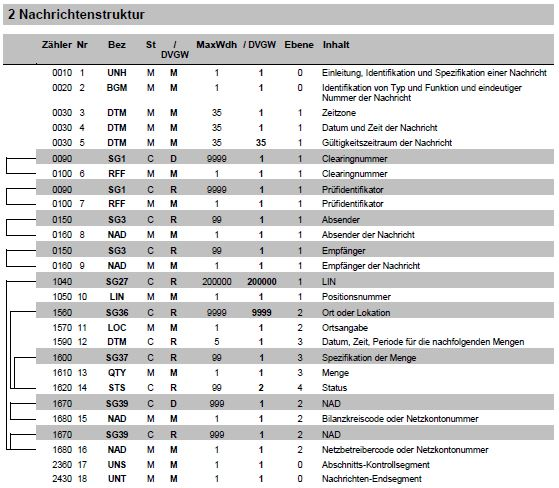 2 Nachrichtenstruktur
Zähler Nr Bez St / DVGW MaxWdh / DVGW Ebene Inhalt
0010 1 UNH M M 1 1 0 Einleitung, Identifikation und Spezifikation einer Nachricht
0020 2 BGM M M 1 1 0 Identifikation von Typ und Funktion und eindeutiger
Nummer der Nachricht
0030 3 DTM M M 35 1 1 Zeitzone
0030 4 DTM M M 35 1 1 Datum und Zeit der Nachricht
0030 5 DTM M M 35 35 1 Gültigkeitszeitraum der Nachricht
0090 SG1 C D 9999 1 1 Clearingnummer
0100 6 RFF M M 1 1 1 Clearingnummer
0090 SG1 C R 9999 1 1 Prüfidentifikator
0100 7 RFF M M 1 1 1 Prüfidentifikator
0150 SG3 C R 99 1 1 Absender
0160 8 NAD M M 1 1 1 Absender der Nachricht
0150 SG3 C R 99 1 1 Empfänger
0160 9 NAD M M 1 1 1 Empfänger der Nachricht
1040 SG27 C R 200000 200000 1 LIN
1050 10 LIN M M 1 1 1 Positionsnummer
1560 SG36 C R 9999 9999 2 Ort oder Lokation
1570 11 LOC M M 1 1 2 Ortsangabe
1590 12 DTM C R 5 1 3 Datum, Zeit, Periode für die nachfolgenden Mengen
1600 SG37 C R 99 1 3 Spezifikation der Menge
1610 13 QTY M M 1 1 3 Menge
1620 14 STS C R 99 2 4 Status
1670 SG39 C D 999 1 2 NAD
1680 15 NAD M M 1 1 2 Bilanzkreiscode oder Netzkontonummer
1670 SG39 C R 999 1 2 NAD
1680 16 NAD M M 1 1 2 Netzbetreibercode oder Netzkontonummer
2360 17 UNS M M 1 1 0 Abschnitts-Kontrollsegment
2430 18 UNT M M 1 1 0 Nachrichten-Endsegment